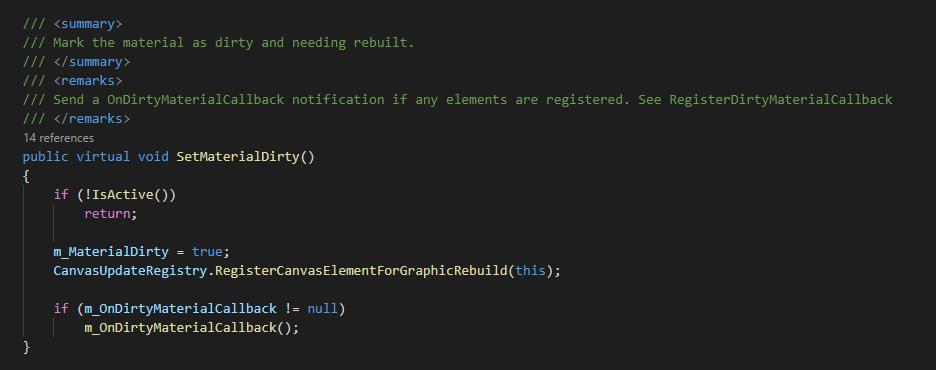 /// <summary>
/// Mark the material as dirty and needing rebuilt.
/// </summary>
/// <remarks>
/// Send a OnDirtyMaterialCallback notification if any elements are registered. See RegisterDirtyMaterialCallback
/// </remarks>
14 references
public virtual void SetMaterialDirty()
{
    if (!IsActive())
        return;

    m_MaterialDirty = true;
    CanvasUpdateRegistry.RegisterCanvasElementForGraphicRebuild(this);

    if (m_OnDirtyMaterialCallback != null)
        m_OnDirtyMaterialCallback();
}